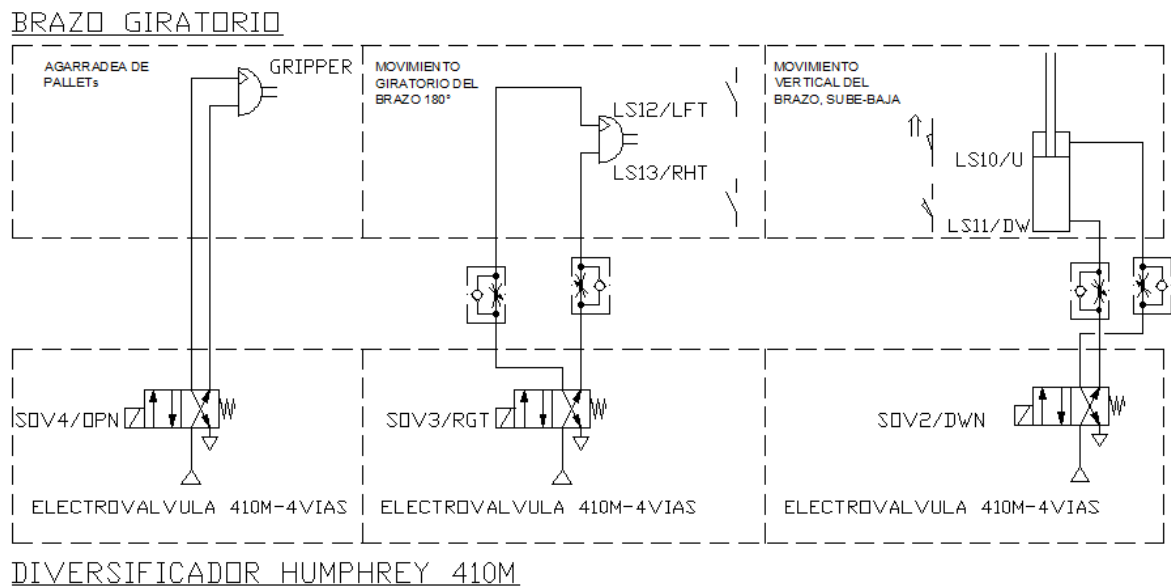 BRAZO GIRATORIO
AGARRADEA DE
PALLETs
GRIPPER
MOVIMIENTO
GIRATORIO DEL
BRAZO 180°
LS12/LFT
LS13/RHT
MOVIMIENTO
VERTICAL DEL
BRAZO, SUBE-BAJA
LS10/U
LS11/DW
SOV4/OPN
SOV3/RGT
SOV2/DWN
ELECTROVALVULA 410M-4VIAS
ELECTROVALVULA 410M-4VIAS
ELECTROVALVULA 410M-4VIAS
DIVERSIFICADOR HUMPHREY 410M